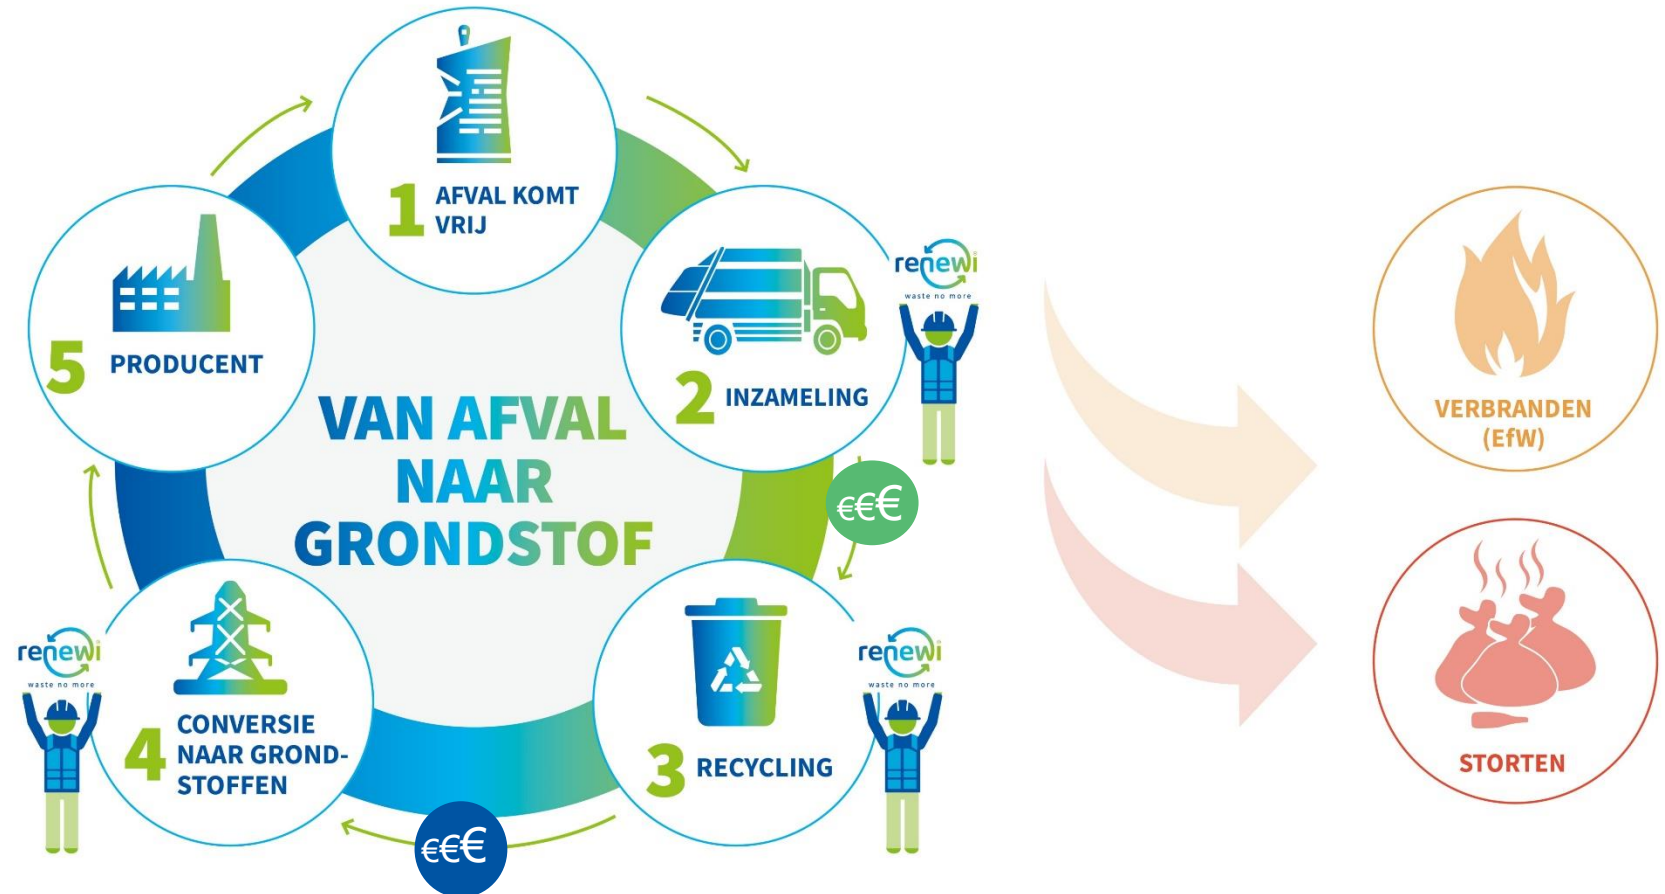 1 AFVAL KOMT
VRIJ
renewi
waste no more
2 INZAMELING
€€€
5 PRODUCENT
VAN AFVAL
NAAR
GRONDSTOF
renewi
waste no more
3 RECYCLING
€€€
renewi
waste no more
4 CONVERSIE
NAAR GROND-
STOFFEN
VERBRANDEN
(EfW)
STORTEN